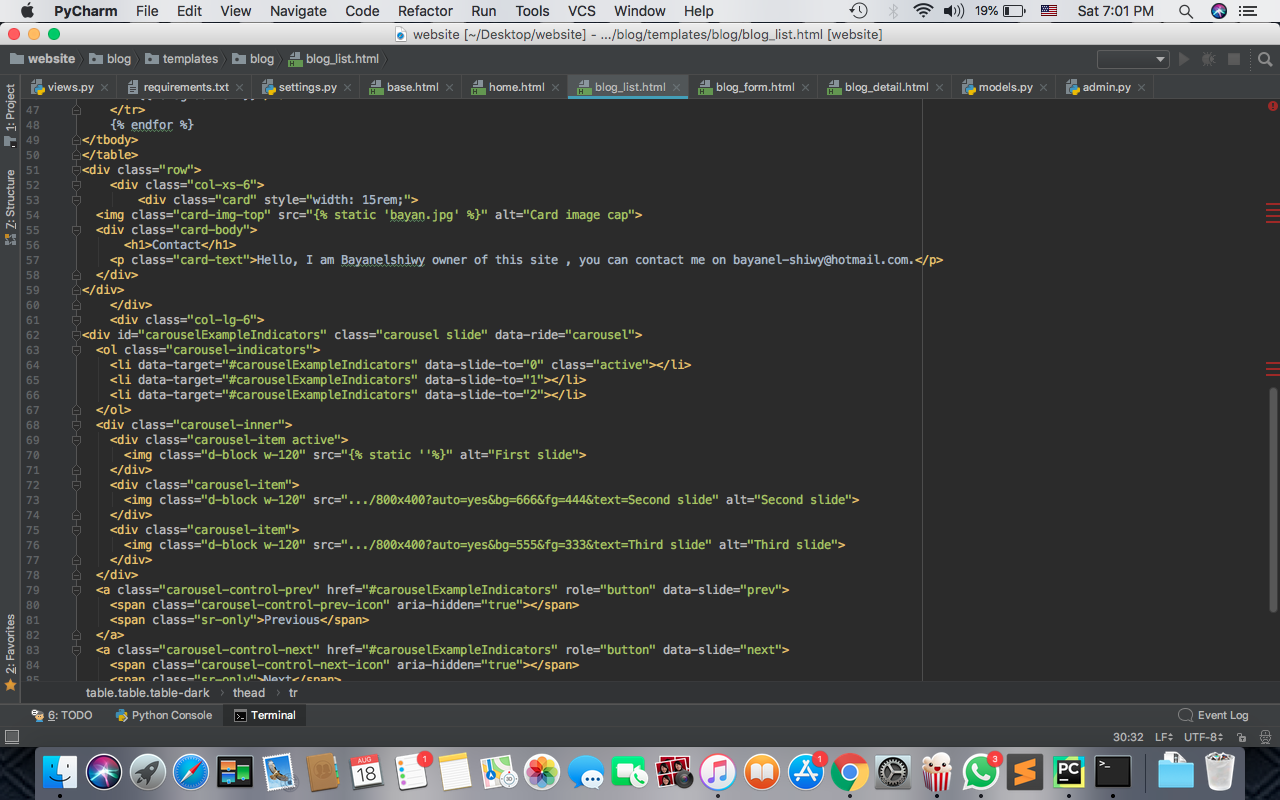 PyCharm File Edit View Navigate Code Refactor Run Tools VCS Window Help 19% Sat 7:01 PM
website [~/Desktop/website] - .../blog/templates/blog/blog_list.html [website]
website blog templates blog blog_list.html
views.py requirements.txt settings.py base.html home.html blog_list.html blog_form.html blog_detail.html models.py admin.py
1: Project
7: Structure
2: Favorites
47 </tr>
48 {% endfor %}
49 </tbody>
50 </table>
51 <div class="row">
52 <div class="col-xs-6">
53 <div class="card" style="width: 15rem;">
54 <img class="card-img-top" src="{% static 'bayan.jpg' %}" alt="Card image cap">
55 <div class="card-body">
56 <h1>Contact</h1>
57 <p class="card-text">Hello, I am Bayanelshiwy owner of this site , you can contact me on bayanel-shiwy@hotmail.com.</p>
58 </div>
59 </div>
60 </div>
61 <div class="col-lg-6">
62 <div id="carouselExampleIndicators" class="carousel slide" data-ride="carousel">
63 <ol class="carousel-indicators">
64 <li data-target="#carouselExampleIndicators" data-slide-to="0" class="active"></li>
65 <li data-target="#carouselExampleIndicators" data-slide-to="1"></li>
66 <li data-target="#carouselExampleIndicators" data-slide-to="2"></li>
67 </ol>
68 <div class="carousel-inner">
69 <div class="carousel-item active">
70 <img class="d-block w-120" src="{% static ''%}" alt="First slide">
71 </div>
72 <div class="carousel-item">
73 <img class="d-block w-120" src=".../800x400?auto=yes&bg=666&fg=444&text=Second slide" alt="Second slide">
74 </div>
75 <div class="carousel-item">
76 <img class="d-block w-120" src=".../800x400?auto=yes&bg=555&fg=333&text=Third slide" alt="Third slide">
77 </div>
78 </div>
79 <a class="carousel-control-prev" href="#carouselExampleIndicators" role="button" data-slide="prev">
80 <span class="carousel-control-prev-icon" aria-hidden="true"></span>
81 <span class="sr-only">Previous</span>
82 </a>
83 <a class="carousel-control-next" href="#carouselExampleIndicators" role="button" data-slide="next">
84 <span class="carousel-control-next-icon" aria-hidden="true"></span>
85 <span class="sr-only">Next</span>
table.table.table-dark thead tr
6: TODO Python Console Terminal Event Log
30:32 LF UTF-8
AUG
18
1
30
1
3
PC
>_